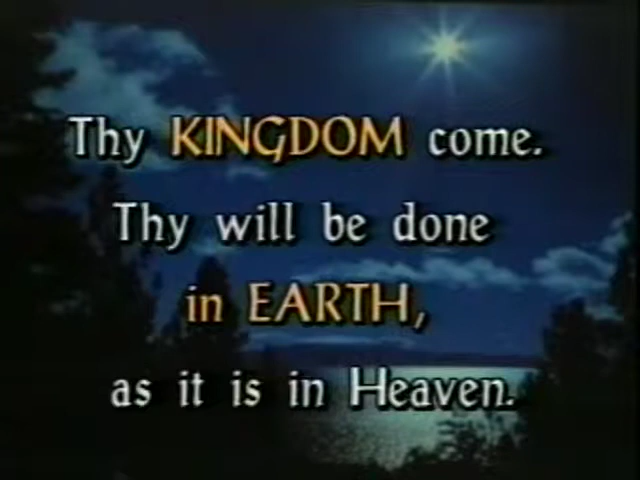 Thy KINGDOM come.
Thy will be done
in EARTH,
as it is in Heaven.